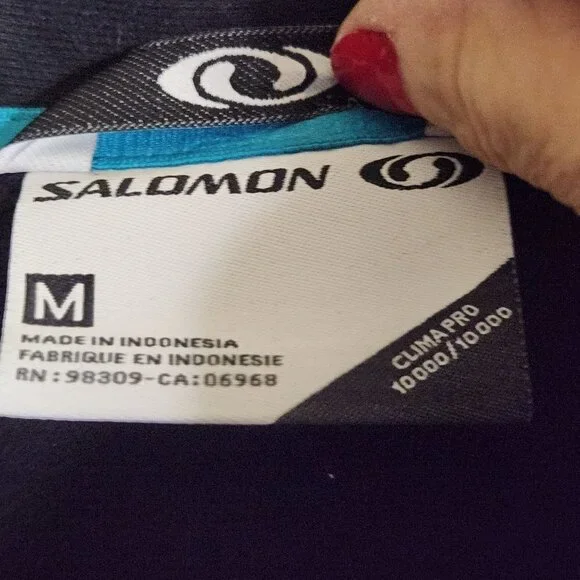 SALOMON
M
MADE IN INDONESIA
FABRIQUE EN INDONESIE
RN:98309-CA:06968
CLIMAPRO
10000/10000